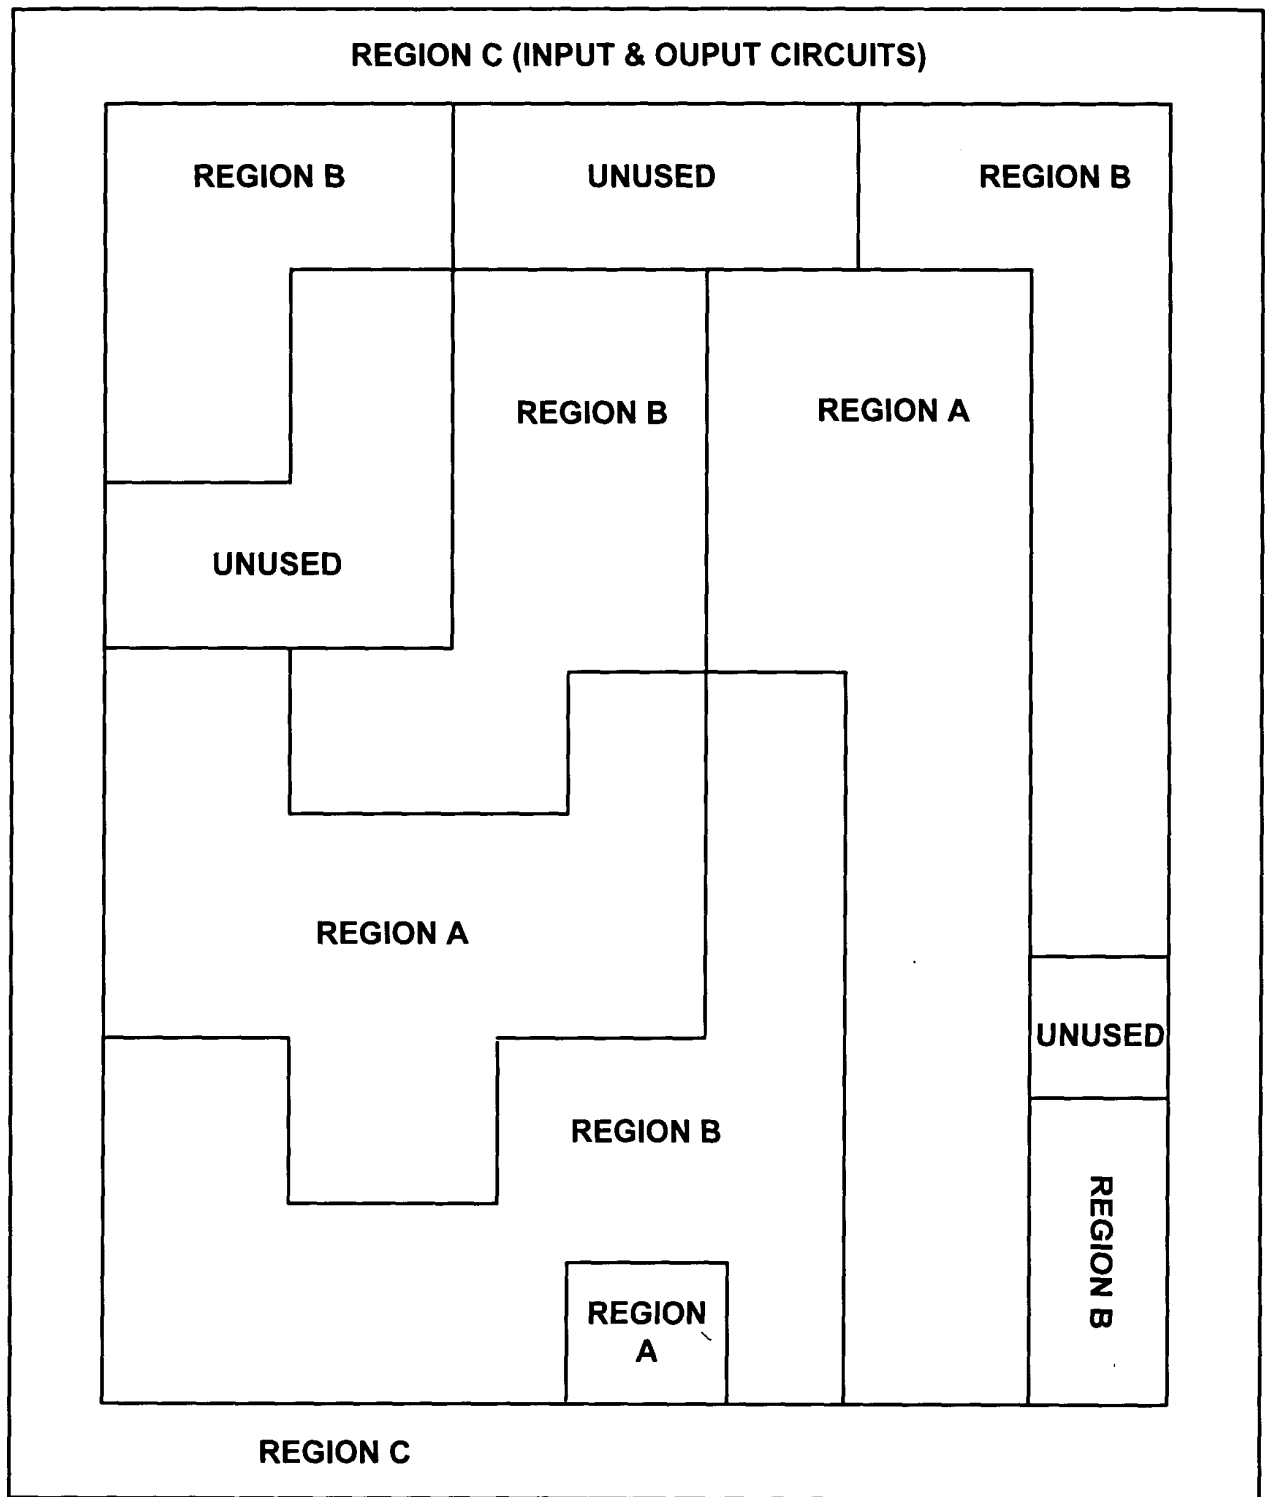 REGION C (INPUT & OUPUT CIRCUITS)
REGION B
UNUSED
REGION B
REGION B
REGION A
UNUSED
REGION A
UNUSED
REGION B
REGION B
REGION
A
REGION C